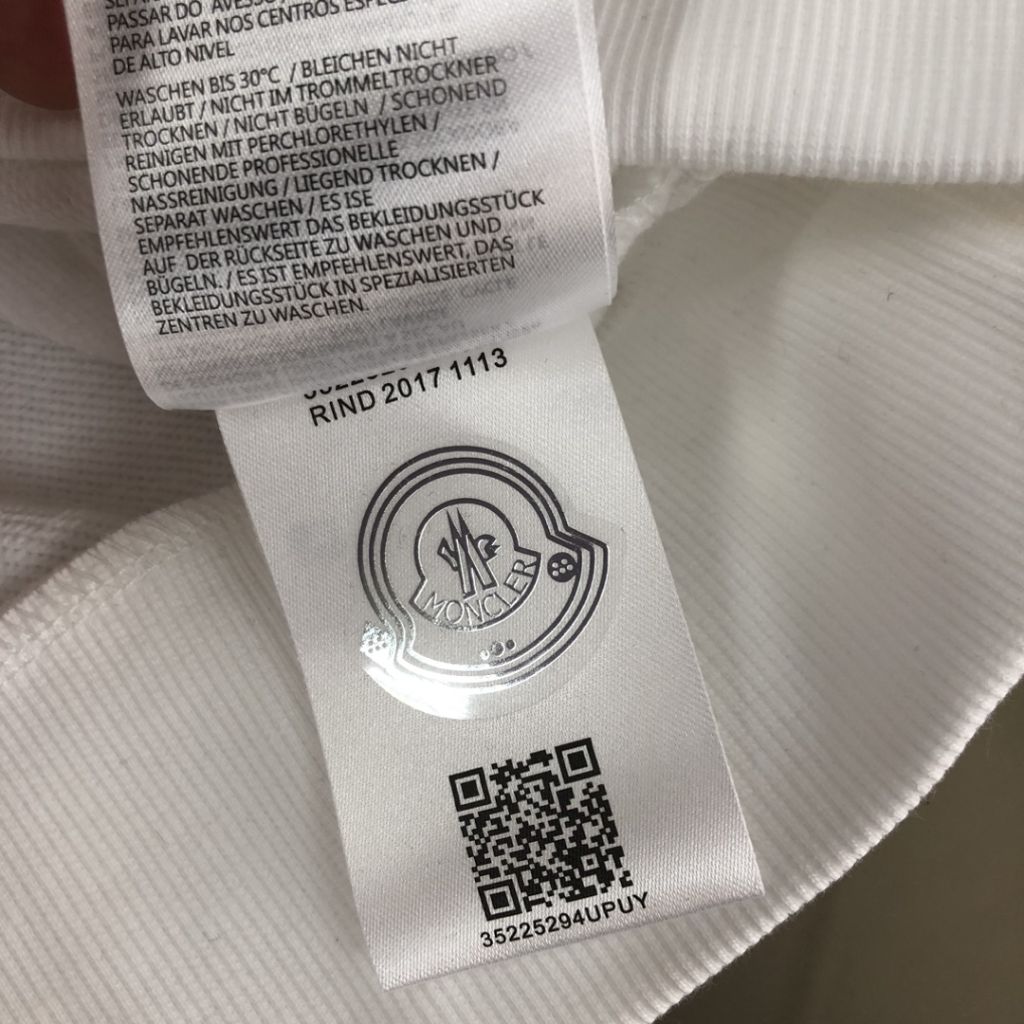 PASSAR DO AVESSO
PARA LAVAR NOS CENTROS
DE ALTO NIVEL
WASCHEN BIS 30°C / BLEICHEN NICHT
ERLAUBT / NICHT IM TROMMELTROCKNER
TROCKNEN / NICHT BÜGELN / SCHONEND
REINIGEN MIT PERCHLORETHYLEN /
SCHONENDE PROFESSIONELLE
NASSREINIGUNG / LIEGEND TROCKNEN /
SEPARAT WASCHEN / ES ISE
EMPFEHLENSWERT DAS BEKLEIDUNGSSTÜCK
AUF DER RÜCKSEITE ZU WASCHEN UND
BÜGELN. / ES IST EMPFEHLENSWERT, DAS
BEKLEIDUNGSSTÜCK IN SPEZIALISIERTEN
ZENTREN ZU WASCHEN.
RIND 2017 1113
MONCLER
35225294UPUY